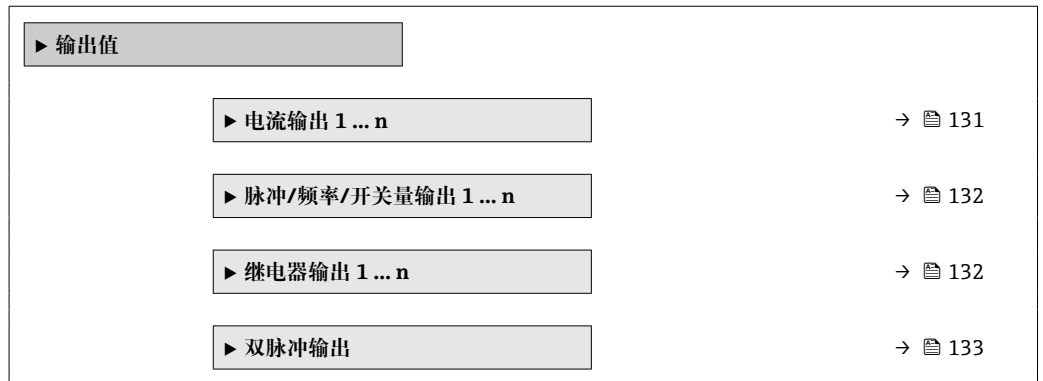 ▶ 输出值
▶ 电流输出 1 … n → 131
▶ 脉冲/频率/开关量输出 1 … n → 132
▶ 继电器输出 1 … n → 132
▶ 双脉冲输出 → 133